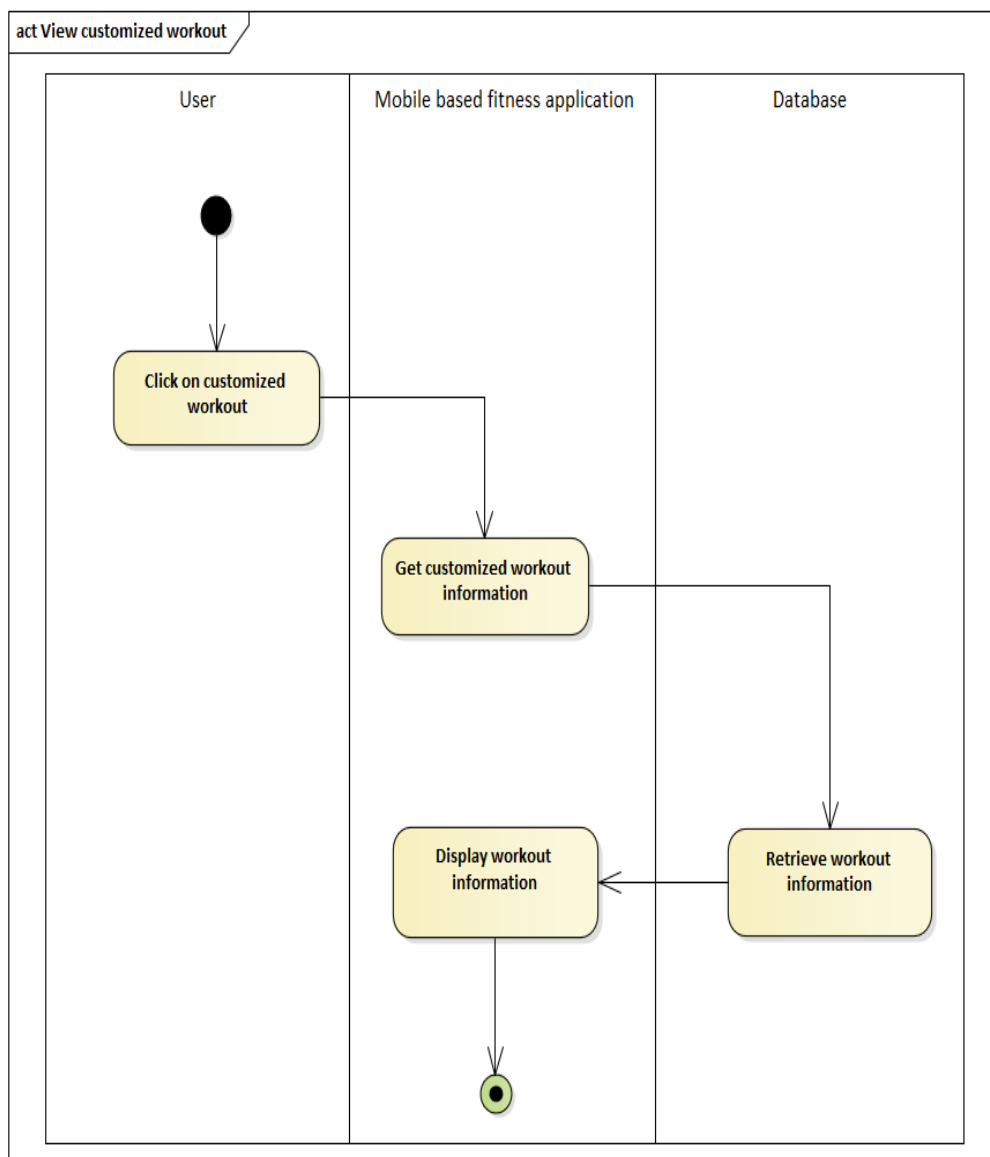 act View customized workout
User
Mobile based fitness application
Database
Click on customized
workout
Get customized workout
information
Display workout
information
Retrieve workout
information